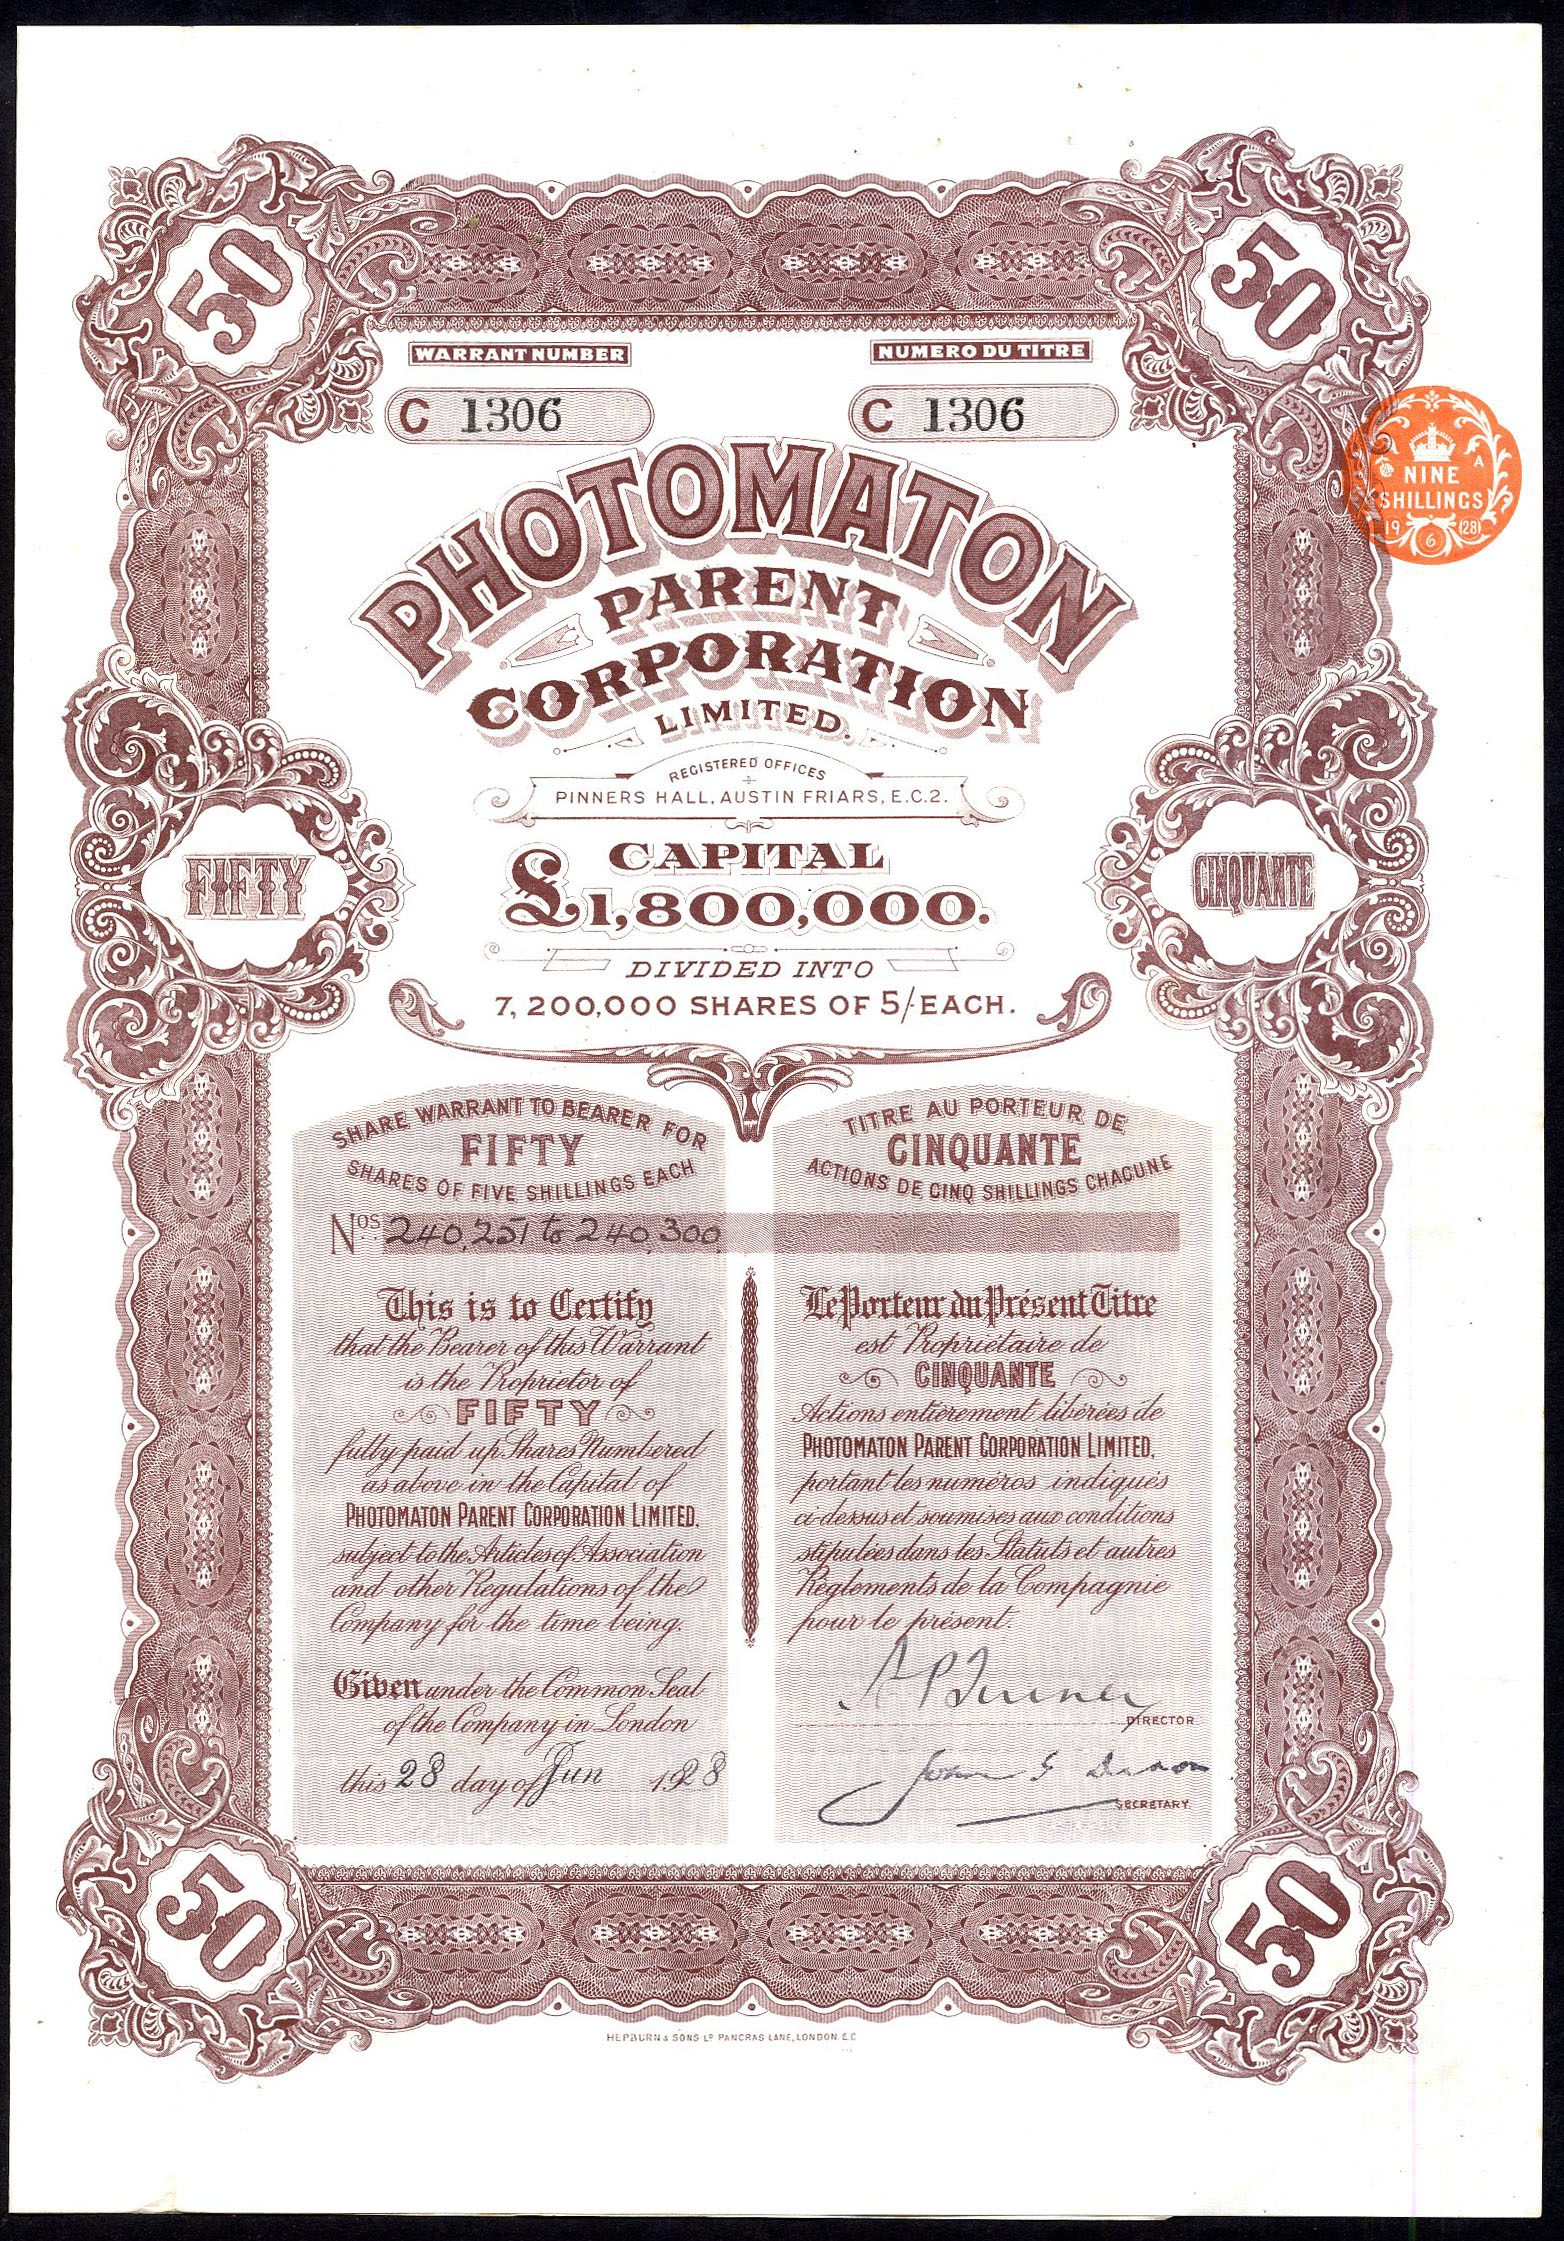 50
50
WARRANT NUMBER
NUMERO DU TITRE
C 1306
C 1306
NINE
SHILLINGS
A
19 6 (28)
PHOTOMATON
PARENT
CORPORATION
LIMITED.
REGISTERED OFFICES
PINNERS HALL, AUSTIN FRIARS, E.C.2.
CAPITAL
£1,800,000.
FIFTY
CINQUANTE
DIVIDED INTO
7,200,000 SHARES OF 5/- EACH.
SHARE WARRANT TO BEARER FOR
FIFTY
SHARES OF FIVE SHILLINGS EACH
Nos. 240,251 to 240,300
This is to Certify
that the Bearer of this Warrant
is the Proprietor of
FIFTY
fully paid up Shares Numbered
as above in the Capital of
PHOTOMATON PARENT CORPORATION LIMITED,
subject to the Articles of Association
and other Regulations of the
Company for the time being.
Given under the Common Seal
of the Company in London
this 28 day of Jun 1928
TITRE AU PORTEUR DE
CINQUANTE
ACTIONS DE CINQ SHILLINGS CHACUNE
Le Porteur du Présent Titre
est Propriétaire de
CINQUANTE
Actions entièrement libérées de
PHOTOMATON PARENT CORPORATION LIMITED,
portant les numéros indiqués
ci-dessus et soumises aux conditions
stipulées dans les Statuts et autres
Règlements de la Compagnie
pour le présent.
DIRECTOR
SECRETARY
50
50
HEPBURN & SONS LD PANCRAS LANE, LONDON. E.C